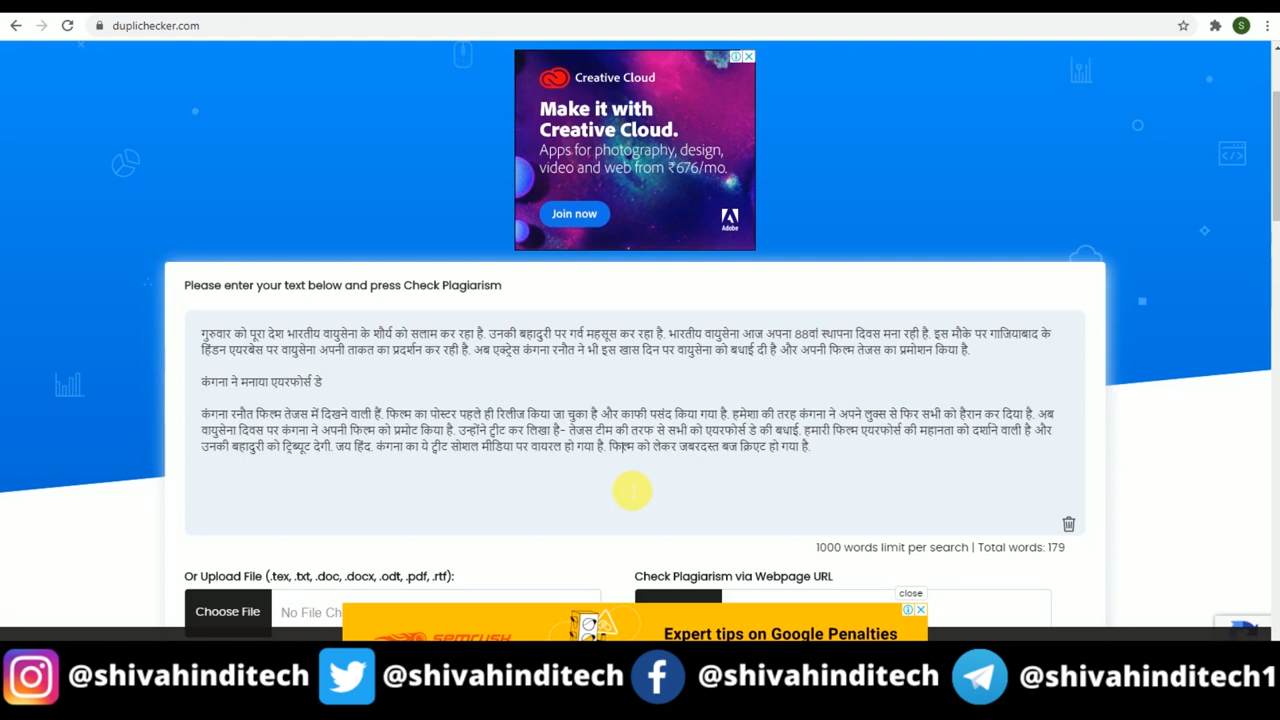 duplichecker.com
S
Creative Cloud
Make it with
Creative Cloud.
Apps for photography, design,
video and web from ₹676/mo.
Join now
Adobe
Please enter your text below and press Check Plagiarism
गुरुवार को पूरा देश भारतीय वायुसेना के शौर्य को सलाम कर रहा है. उनकी बहादुरी पर गर्व महसूस कर रहा है. भारतीय वायुसेना आज अपना 88वां स्थापना दिवस मना रही है. इस मौके पर गाजियाबाद के
हिंडन एयरबेस पर वायुसेना अपनी ताकत का प्रदर्शन कर रही है. अब एक्ट्रेस कंगना रनौत ने भी इस खास दिन पर वायुसेना को बधाई दी है और अपनी फिल्म तेजस का प्रमोशन किया है.
कंगना ने मनाया एयरफोर्स डे
कंगना रनौत फिल्म तेजस में दिखने वाली हैं. फिल्म का पोस्टर पहले ही रिलीज किया जा चुका है और काफी पसंद किया गया है. हमेशा की तरह कंगना ने अपने लुक्स से फिर सभी को हैरान कर दिया है. अब
वायुसेना दिवस पर कंगना ने अपनी फिल्म को प्रमोट किया है. उन्होंने ट्वीट कर लिखा है- तेजस टीम की तरफ से सभी को एयरफोर्स डे की बधाई. हमारी फिल्म एयरफोर्स की महानता को दर्शाने वाली है और
उनकी बहादुरी को ट्रिब्यूट देगी. जय हिंद. कंगना का ये ट्वीट सोशल मीडिया पर वायरल हो गया है. फिल्म को लेकर जबरदस्त बज क्रिएट हो गया है.
1000 words limit per search | Total words: 179
Or Upload File (.tex, .txt, .doc, .docx, .odt, .pdf, .rtf):
Check Plagiarism via Webpage URL
close
Choose File
No File Ch
SEMRUSH
Expert tips on Google Penalties
@shivahinditech
@shivahinditech
@shivahinditech
@shivahinditech1